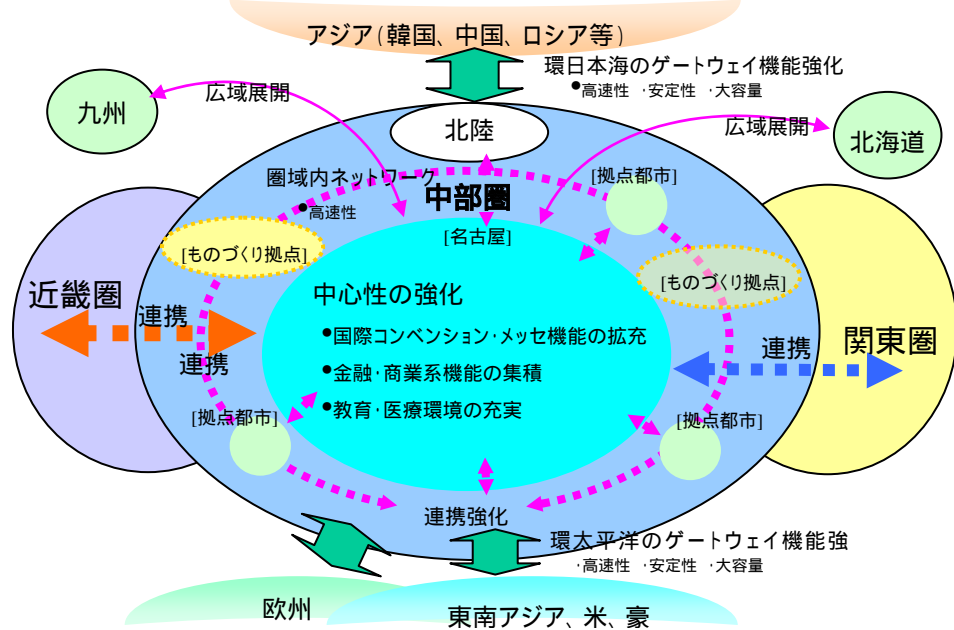 アジア(韓国、中国、ロシア等)
環日本海のゲートウェイ機能強化
●高速性 ・安定性 ・大容量
九州
広域展開
北陸
広域展開
北海道
圏域内ネットワーク
●高速性
中部圏
[拠点都市]
[名古屋]
[ものづくり拠点]
[ものづくり拠点]
近畿圏
連携
連携
中心性の強化
●国際コンベンション・メッセ機能の拡充
●金融・商業系機能の集積
●教育・医療環境の充実
連携
関東圏
[拠点都市]
[拠点都市]
連携強化
環太平洋のゲートウェイ機能強
・高速性 ・安定性 ・大容量
欧州
東南アジア、米、豪